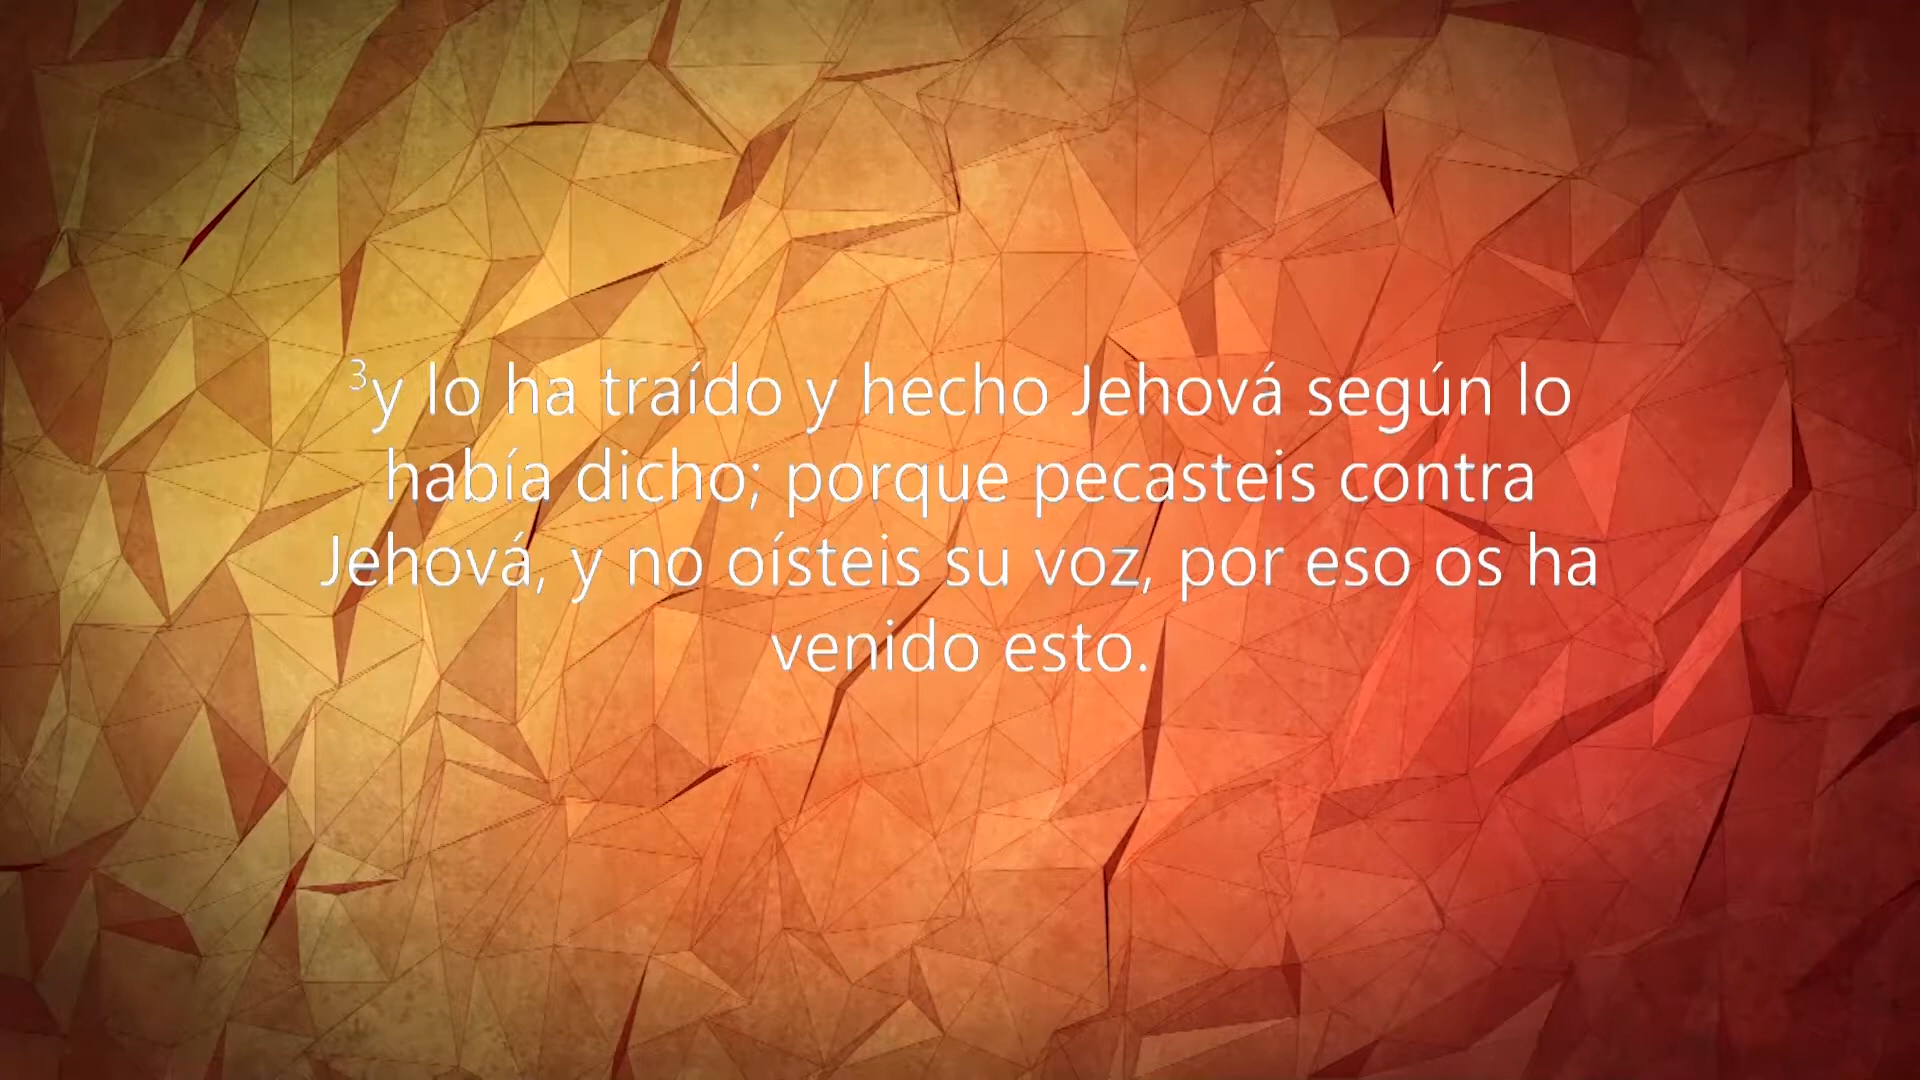 ³y lo ha traído y hecho Jehová según lo
había dicho; porque pecasteis contra
Jehová, y no oísteis su voz, por eso os ha
venido esto.